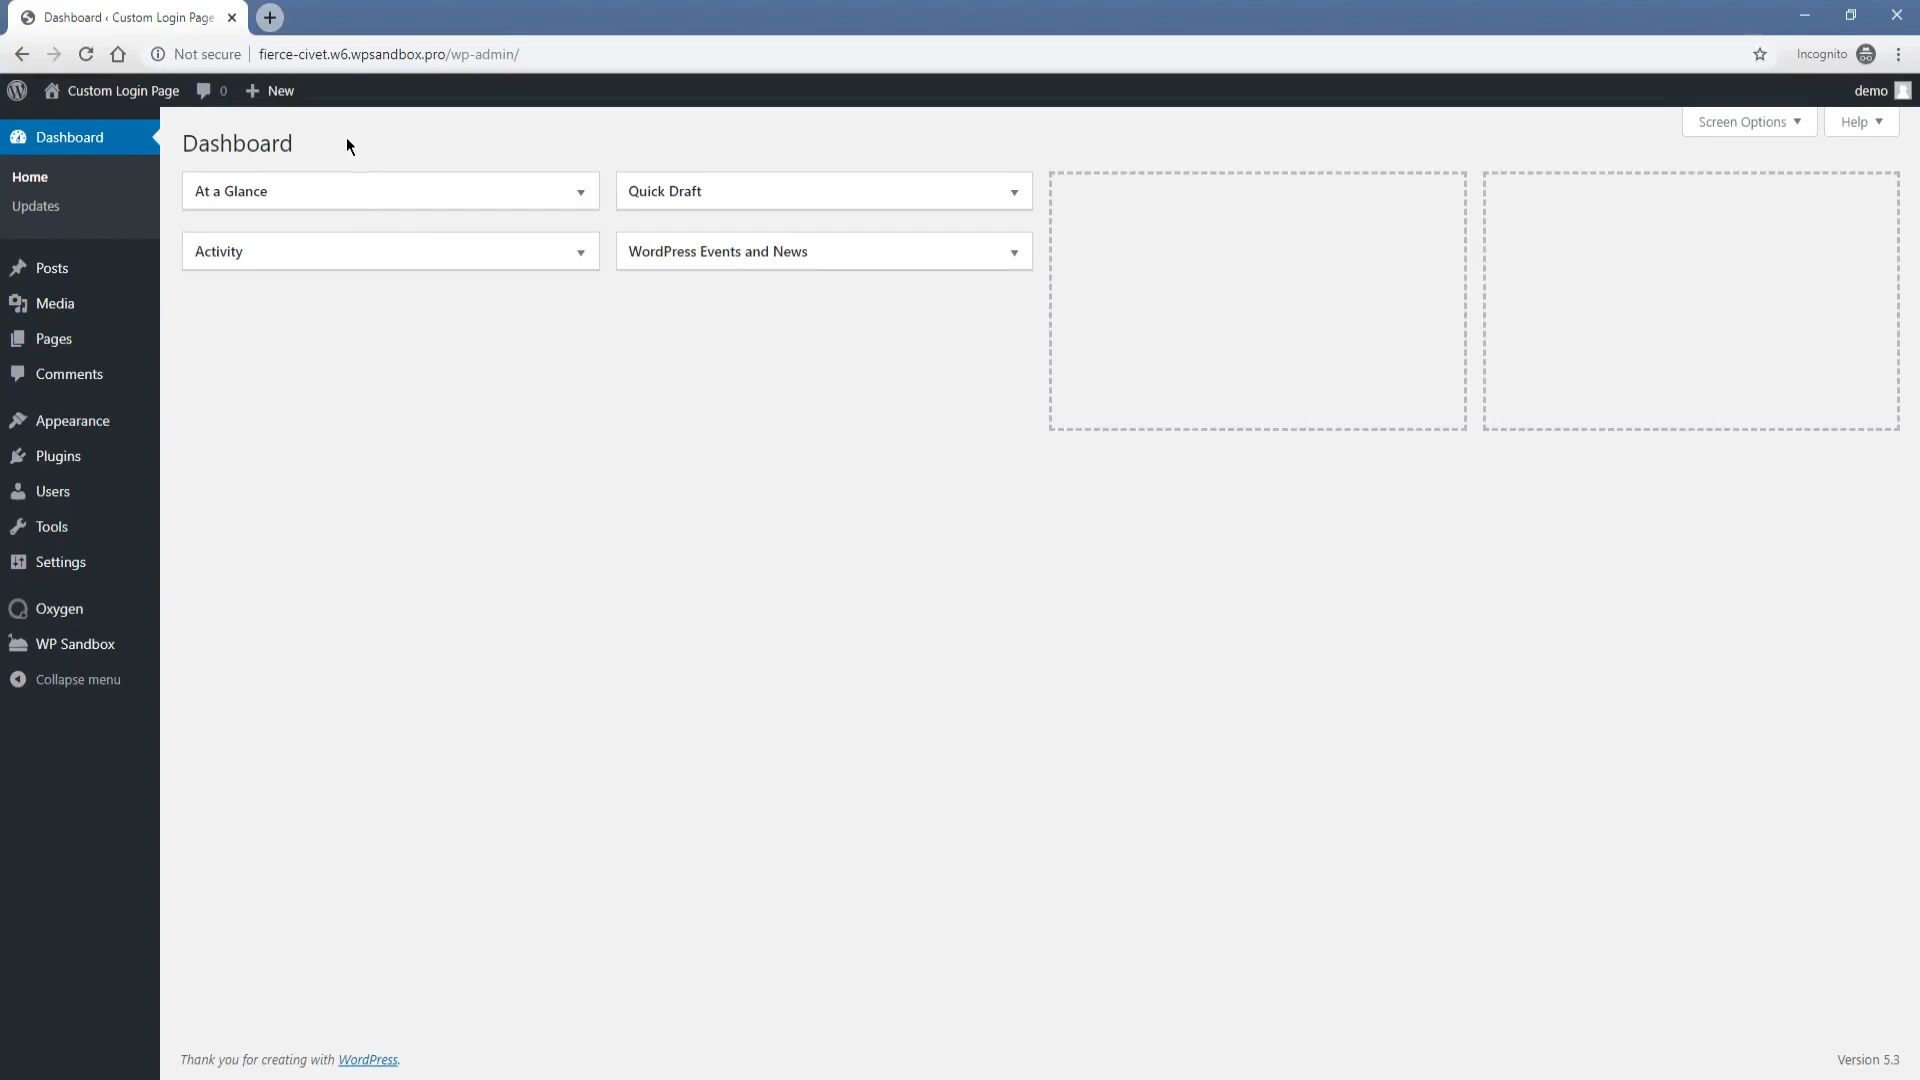 Dashboard ‹ Custom Login Page
Not secure fierce-civet.w6.wpsandbox.pro/wp-admin/ Incognito
Custom Login Page 0 New demo
Screen Options Help
Dashboard
Home
Updates
Posts
Media
Pages
Comments
Appearance
Plugins
Users
Tools
Settings
Oxygen
WP Sandbox
Collapse menu
Dashboard
At a Glance
Quick Draft
Activity
WordPress Events and News
Thank you for creating with WordPress.
Version 5.3